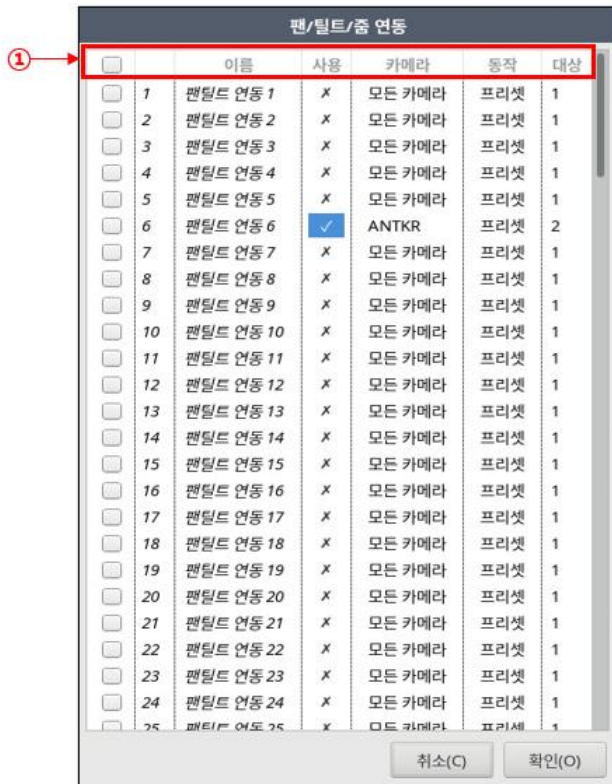 팬/틸트/줌 연동
① 이름 사용 카메라 동작 대상
1 팬틸트 연동 1 ✗ 모든 카메라 프리셋 1
2 팬틸트 연동 2 ✗ 모든 카메라 프리셋 1
3 팬틸트 연동 3 ✗ 모든 카메라 프리셋 1
4 팬틸트 연동 4 ✗ 모든 카메라 프리셋 1
5 팬틸트 연동 5 ✗ 모든 카메라 프리셋 1
6 팬틸트 연동 6 ✓ ANTKR 프리셋 2
7 팬틸트 연동 7 ✗ 모든 카메라 프리셋 1
8 팬틸트 연동 8 ✗ 모든 카메라 프리셋 1
9 팬틸트 연동 9 ✗ 모든 카메라 프리셋 1
10 팬틸트 연동 10 ✗ 모든 카메라 프리셋 1
11 팬틸트 연동 11 ✗ 모든 카메라 프리셋 1
12 팬틸트 연동 12 ✗ 모든 카메라 프리셋 1
13 팬틸트 연동 13 ✗ 모든 카메라 프리셋 1
14 팬틸트 연동 14 ✗ 모든 카메라 프리셋 1
15 팬틸트 연동 15 ✗ 모든 카메라 프리셋 1
16 팬틸트 연동 16 ✗ 모든 카메라 프리셋 1
17 팬틸트 연동 17 ✗ 모든 카메라 프리셋 1
18 팬틸트 연동 18 ✗ 모든 카메라 프리셋 1
19 팬틸트 연동 19 ✗ 모든 카메라 프리셋 1
20 팬틸트 연동 20 ✗ 모든 카메라 프리셋 1
21 팬틸트 연동 21 ✗ 모든 카메라 프리셋 1
22 팬틸트 연동 22 ✗ 모든 카메라 프리셋 1
23 팬틸트 연동 23 ✗ 모든 카메라 프리셋 1
24 팬틸트 연동 24 ✗ 모든 카메라 프리셋 1
25 팬틸트 연동 25 ✗ 모든 카메라 프리셋 1
취소(C) 확인(O)